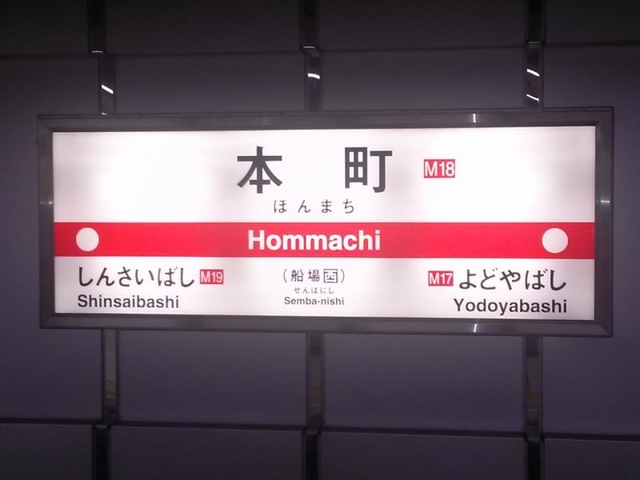 本町 M18
ほんまち
Hommachi
しんさいばし M19
Shinsaibashi
(船場西)
せんばにし
Semba-nishi
M17 よどやばし
Yodoyabashi